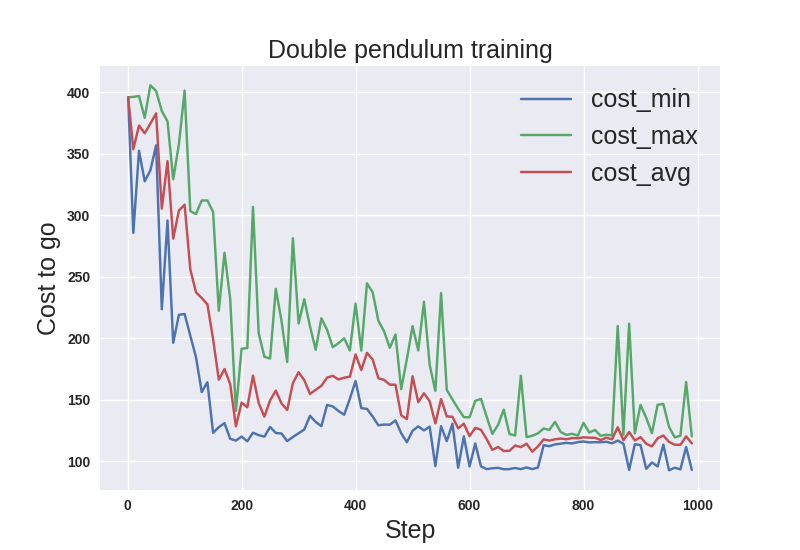 Double pendulum training
cost_min
cost_max
cost_avg
Cost to go
400
350
300
250
200
150
100
0 200 400 600 800 1000
Step